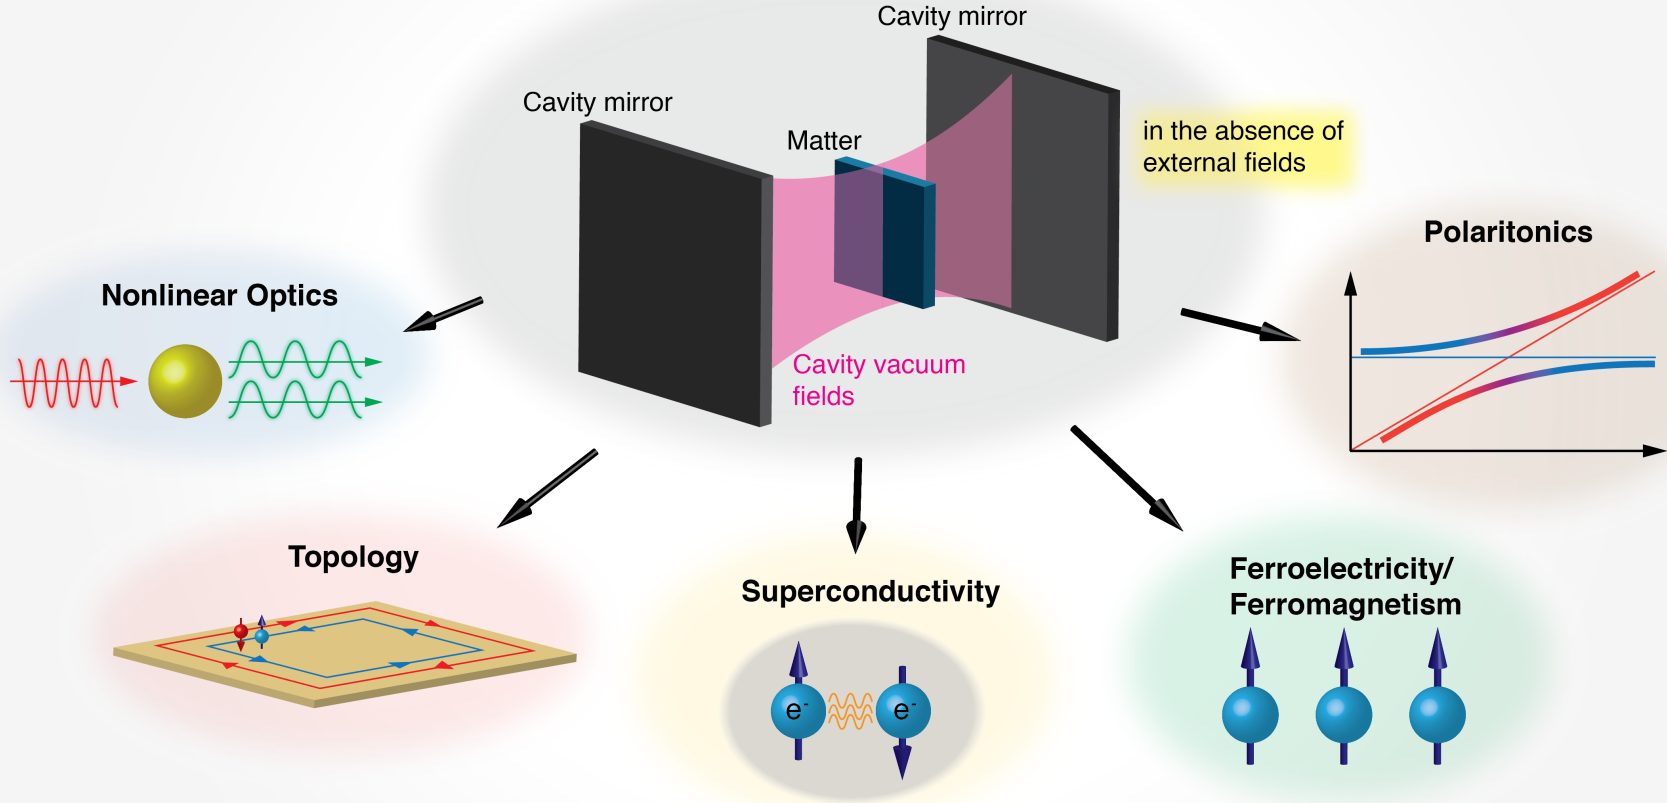 Cavity mirror
Cavity mirror
Matter
in the absence of
external fields
Polaritonics
Nonlinear Optics
Cavity vacuum
fields
Topology
Superconductivity
Ferroelectricity/
Ferromagnetism
e-
e-